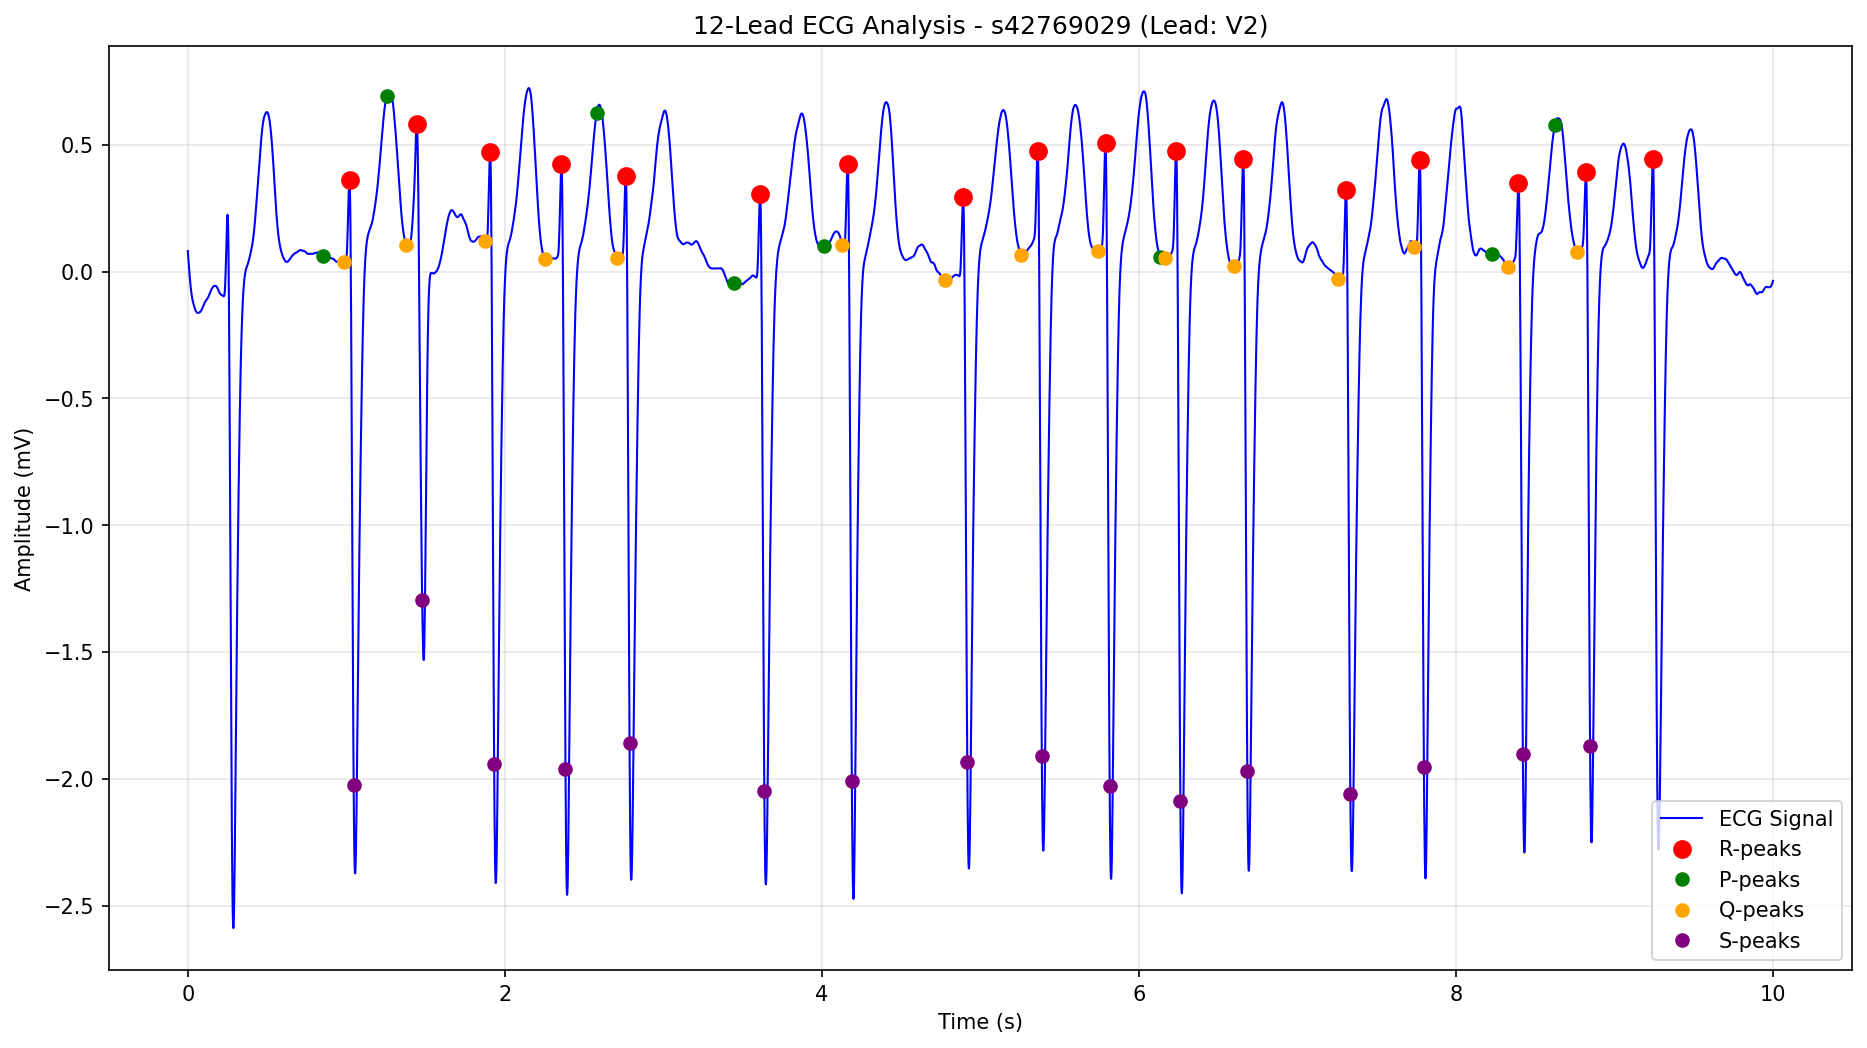 12-Lead ECG Analysis - s42769029 (Lead: V2)
Amplitude (mV)
0.5
0.0
−0.5
−1.0
−1.5
−2.0
−2.5
ECG Signal
R-peaks
P-peaks
Q-peaks
S-peaks
0 2 4 6 8 10
Time (s)